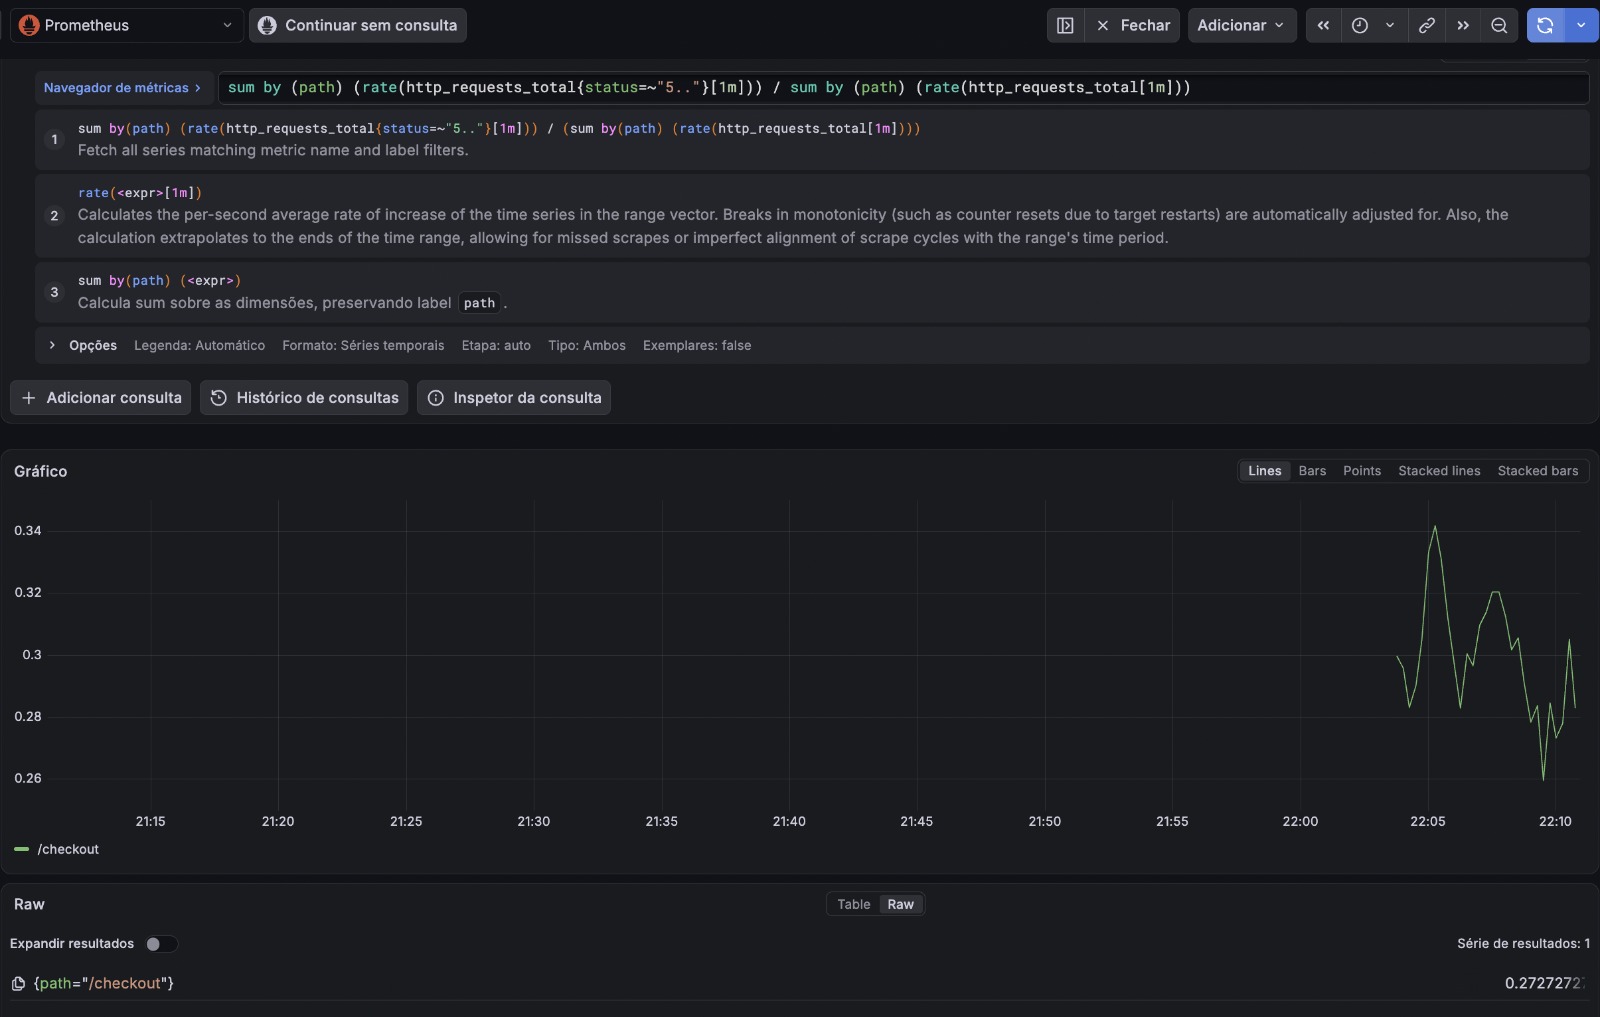 Prometheus
Continuar sem consulta
Fechar
Adicionar
Navegador de métricas >
sum by (path) (rate(http_requests_total{status=~"5.."}[1m])) / sum by (path) (rate(http_requests_total[1m]))
1
sum by(path) (rate(http_requests_total{status=~"5.."}[1m])) / (sum by(path) (rate(http_requests_total[1m])))
Fetch all series matching metric name and label filters.
2
rate(<expr>[1m])
Calculates the per-second average rate of increase of the time series in the range vector. Breaks in monotonicity (such as counter resets due to target restarts) are automatically adjusted for. Also, the
calculation extrapolates to the ends of the time range, allowing for missed scrapes or imperfect alignment of scrape cycles with the range's time period.
3
sum by(path) (<expr>)
Calcula sum sobre as dimensões, preservando label path.
Opções Legenda: Automático Formato: Séries temporais Etapa: auto Tipo: Ambos Exemplares: false
+ Adicionar consulta
Histórico de consultas
Inspetor da consulta
Gráfico
Lines Bars Points Stacked lines Stacked bars
0.34
0.32
0.3
0.28
0.26
21:15 21:20 21:25 21:30 21:35 21:40 21:45 21:50 21:55 22:00 22:05 22:10
/checkout
Raw
Table Raw
Expandir resultados
Série de resultados: 1
{path="/checkout"}
0.2727272